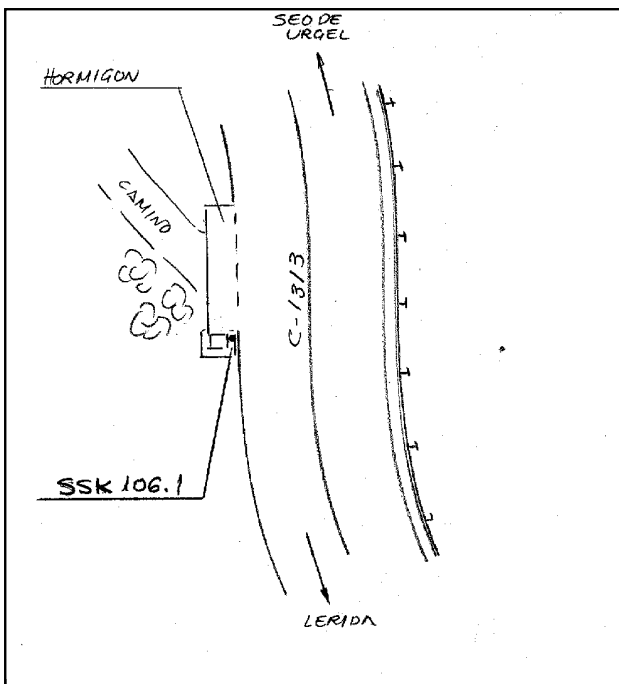 SEO DE
URGEL
HORMIGON
CAMINO
C-1313
SSK 106.1
LERIDA